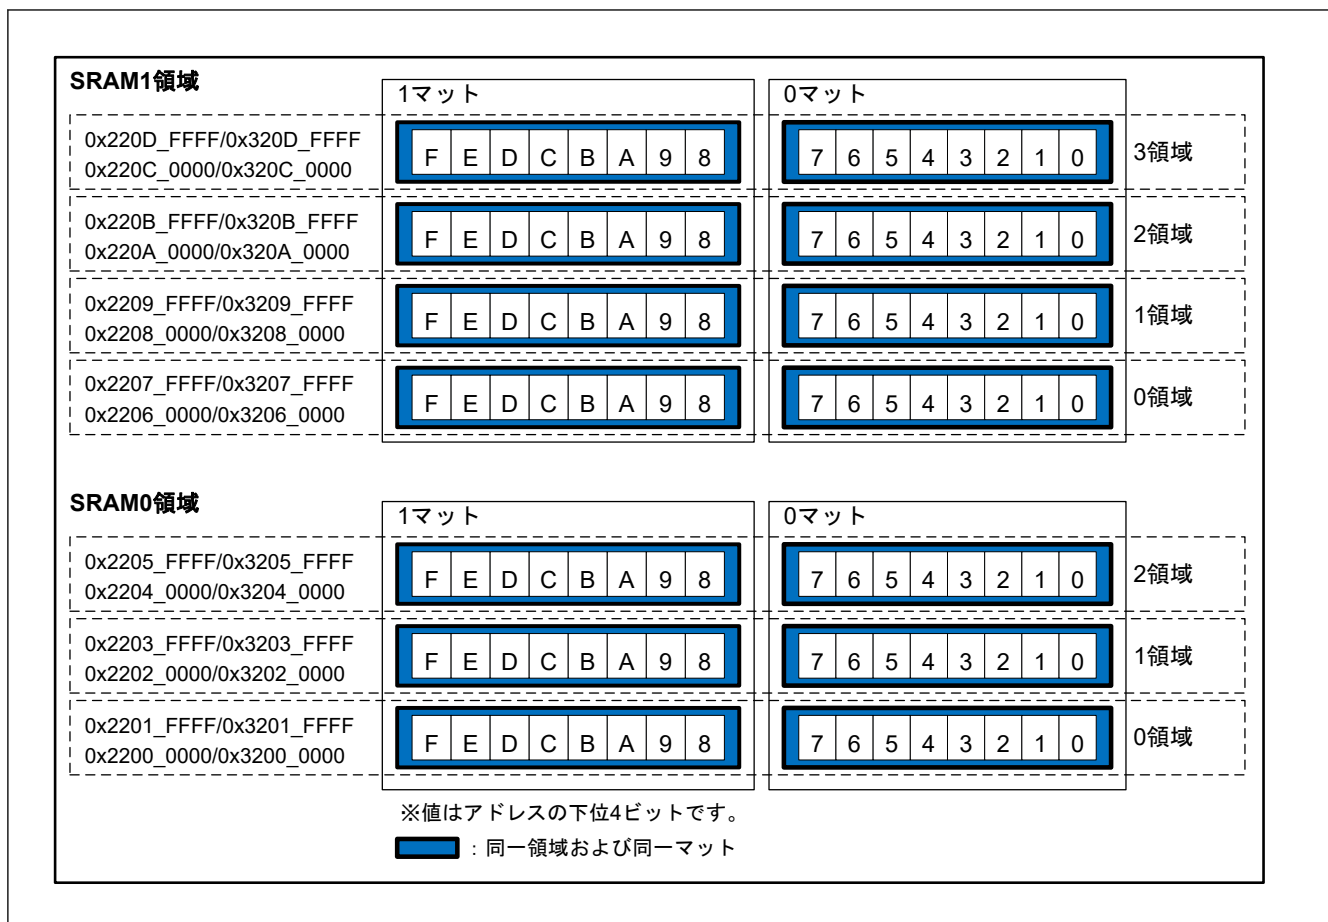 SRAM1領域
1マット 0マット
0x220D_FFFF/0x320D_FFFF
0x220C_0000/0x320C_0000
F E D C B A 9 8 7 6 5 4 3 2 1 0 3領域
0x220B_FFFF/0x320B_FFFF
0x220A_0000/0x320A_0000
F E D C B A 9 8 7 6 5 4 3 2 1 0 2領域
0x2209_FFFF/0x3209_FFFF
0x2208_0000/0x3208_0000
F E D C B A 9 8 7 6 5 4 3 2 1 0 1領域
0x2207_FFFF/0x3207_FFFF
0x2206_0000/0x3206_0000
F E D C B A 9 8 7 6 5 4 3 2 1 0 0領域
SRAM0領域
1マット 0マット
0x2205_FFFF/0x3205_FFFF
0x2204_0000/0x3204_0000
F E D C B A 9 8 7 6 5 4 3 2 1 0 2領域
0x2203_FFFF/0x3203_FFFF
0x2202_0000/0x3202_0000
F E D C B A 9 8 7 6 5 4 3 2 1 0 1領域
0x2201_FFFF/0x3201_FFFF
0x2200_0000/0x3200_0000
F E D C B A 9 8 7 6 5 4 3 2 1 0 0領域
※値はアドレスの下位4ビットです。
：同一領域および同一マット